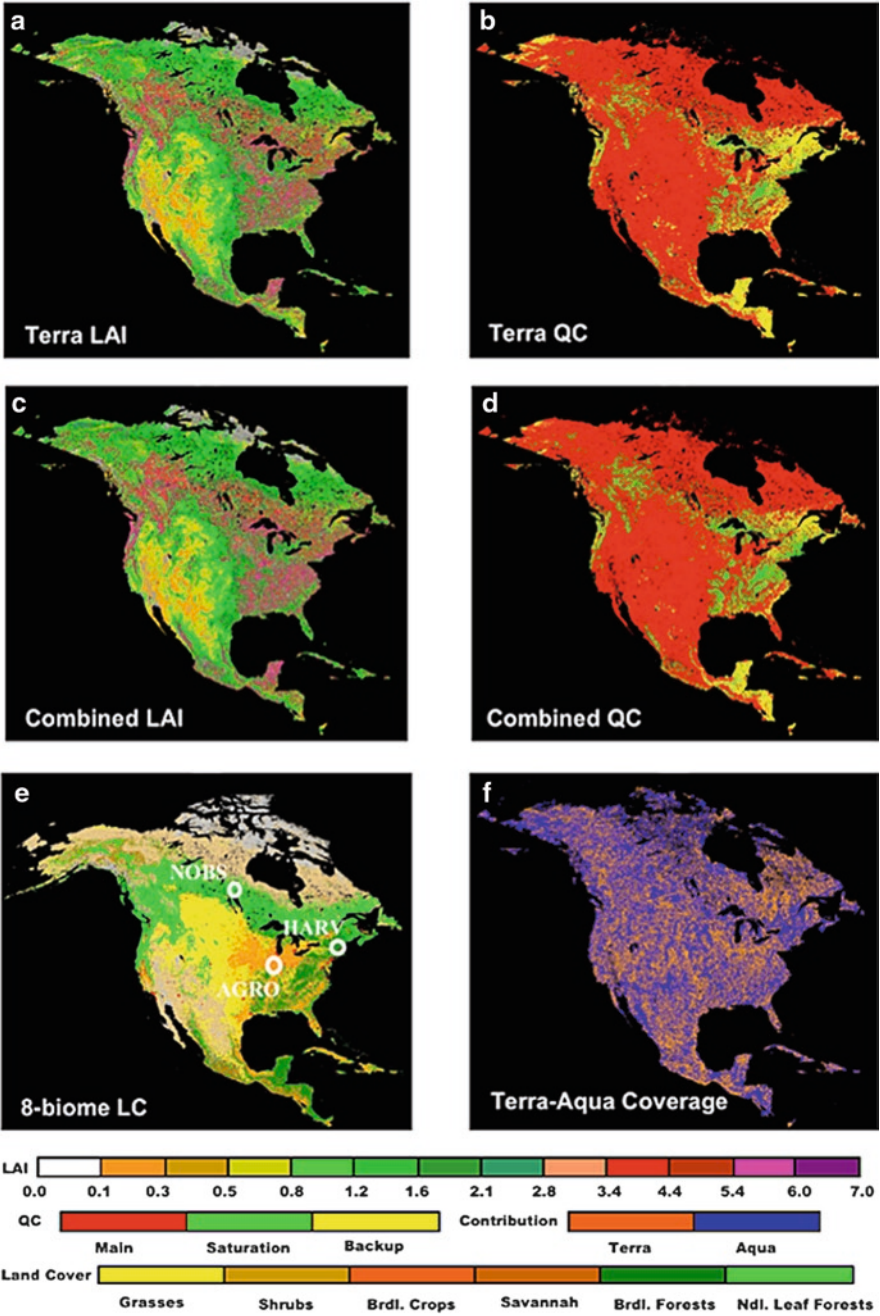 a
b
Terra LAI
Terra QC
c
d
Combined LAI
Combined QC
e
f
NOBS
HARV
AGRO
8-biome LC
Terra-Aqua Coverage
LAI
0.0 0.1 0.3 0.5 0.8 1.2 1.6 2.1 2.8 3.4 4.4 5.4 6.0 7.0
QC
Contribution
Main Saturation Backup
Terra Aqua
Land Cover
Grasses Shrubs Brdl. Crops Savannah Brdl. Forests Ndl. Leaf Forests